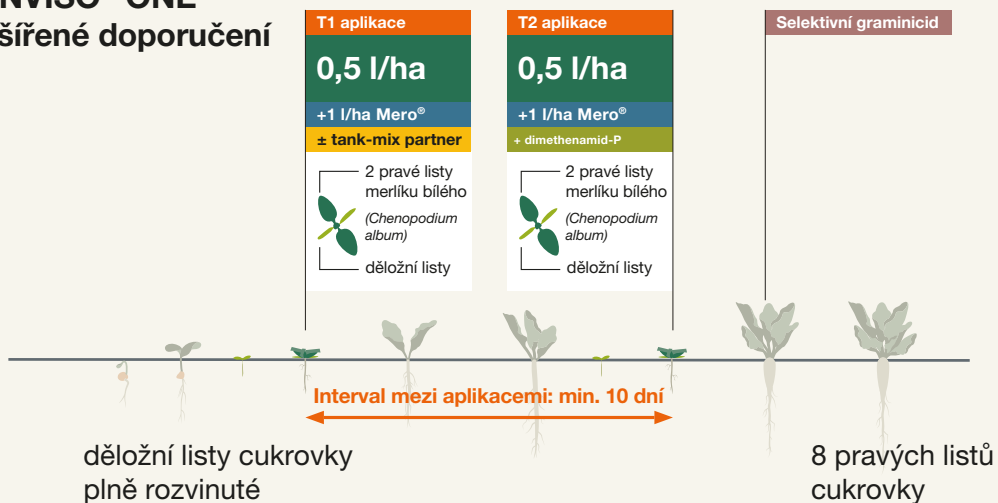 ONE
doporučení
T1 aplikace
0,5 l/ha
+1 l/ha Mero®
± tank-mix partner
2 pravé listy
merlíku bílého
(Chenopodium
album)
děložní listy
T2 aplikace
0,5 l/ha
+1 l/ha Mero®
+ dimethenamid-P
2 pravé listy
merlíku bílého
(Chenopodium
album)
děložní listy
Selektivní graminicid
Interval mezi aplikacemi: min. 10 dní
děložní listy cukrovky
plně rozvinuté
8 pravých listů
cukrovky